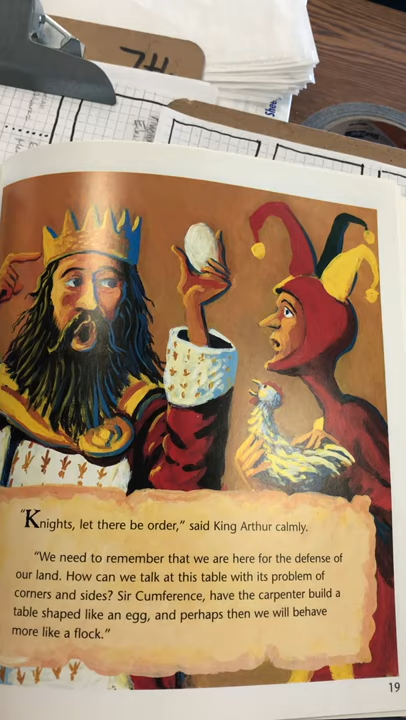 #2
Shee
"Knights, let there be order," said King Arthur calmly.
"We need to remember that we are here for the defense of
our land. How can we talk at this table with its problem of
corners and sides? Sir Cumference, have the carpenter build a
table shaped like an egg, and perhaps then we will behave
more like a flock."
19